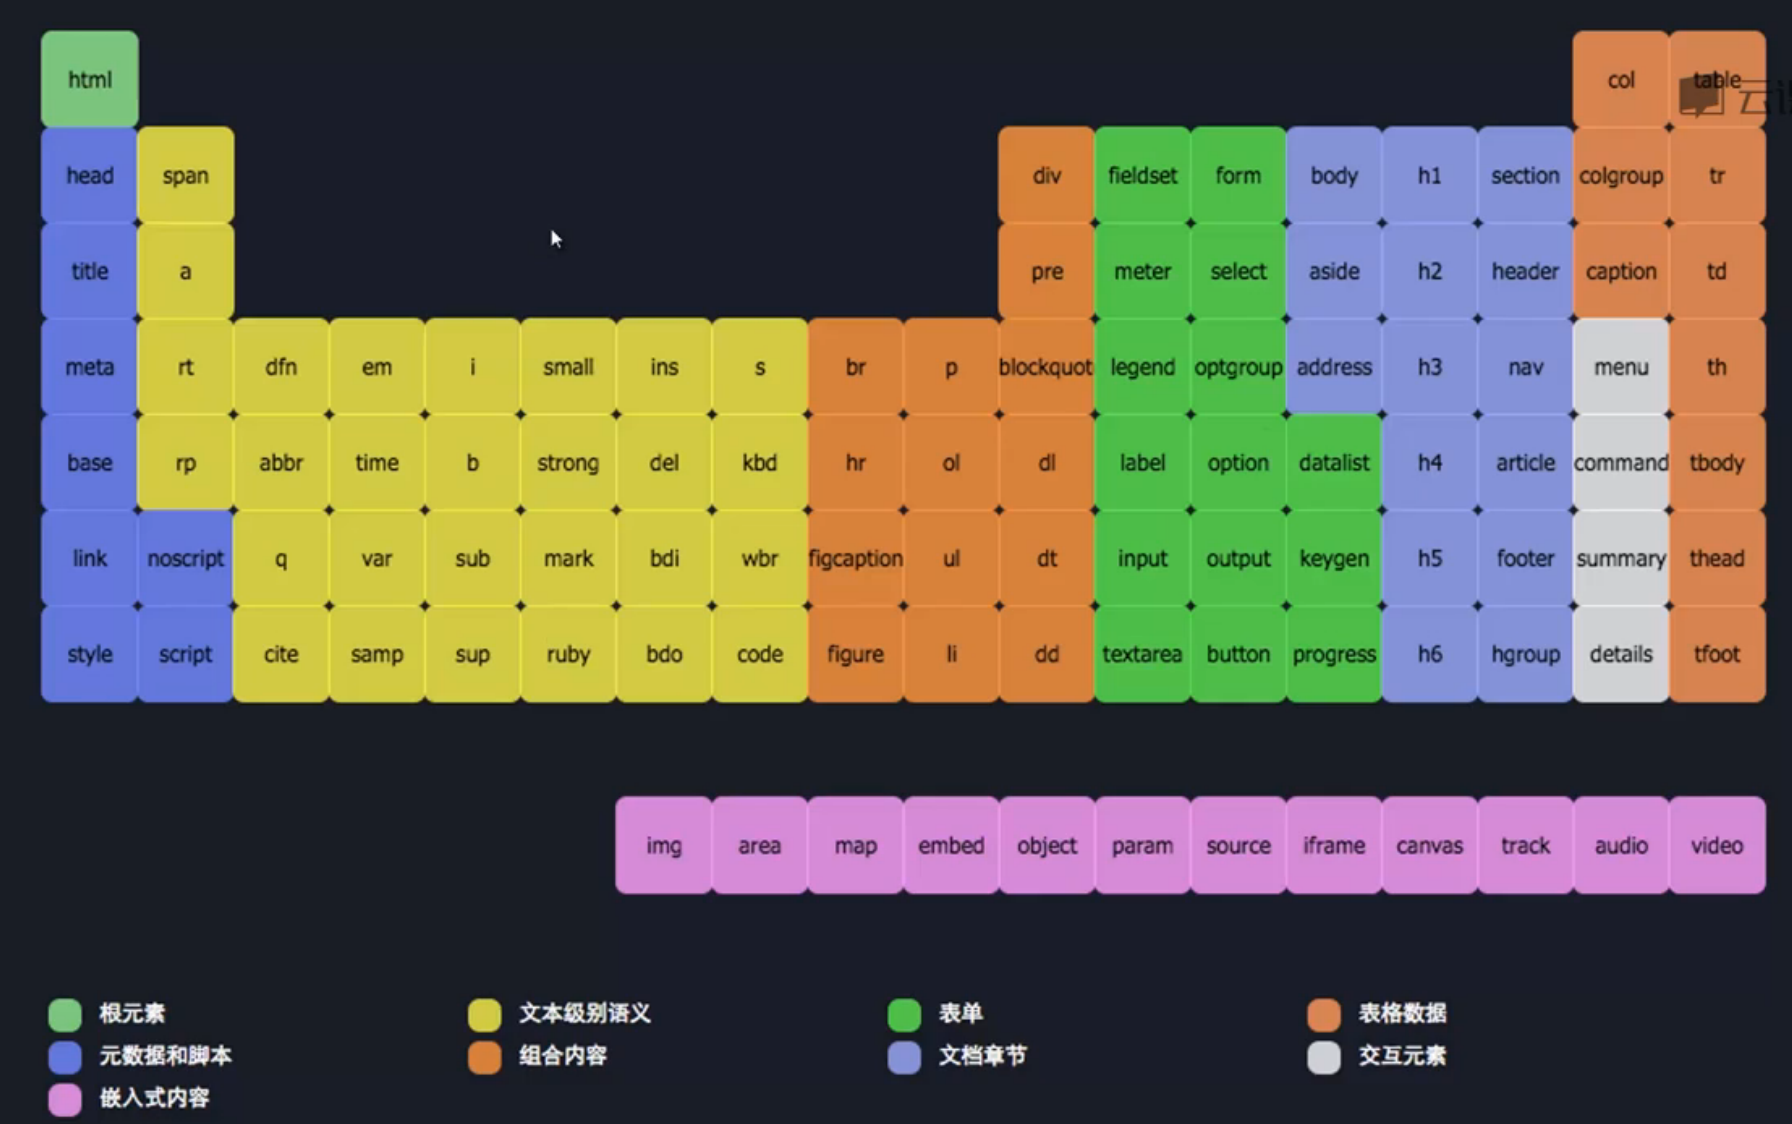 html col table
云
head span div fieldset form body h1 section colgroup tr
title a pre meter select aside h2 header caption td
meta rt dfn em i small ins s br p blockquot legend optgroup address h3 nav menu th
base rp abbr time b strong del kbd hr ol dl label option datalist h4 article command tbody
link noscript q var sub mark bdi wbr figcaption ul dt input output keygen h5 footer summary thead
style script cite samp sup ruby bdo code figure li dd textarea button progress h6 hgroup details tfoot
img area map embed object param source iframe canvas track audio video
根元素 文本级别语义 表单 表格数据
元数据和脚本 组合内容 文档章节 交互元素
嵌入式内容